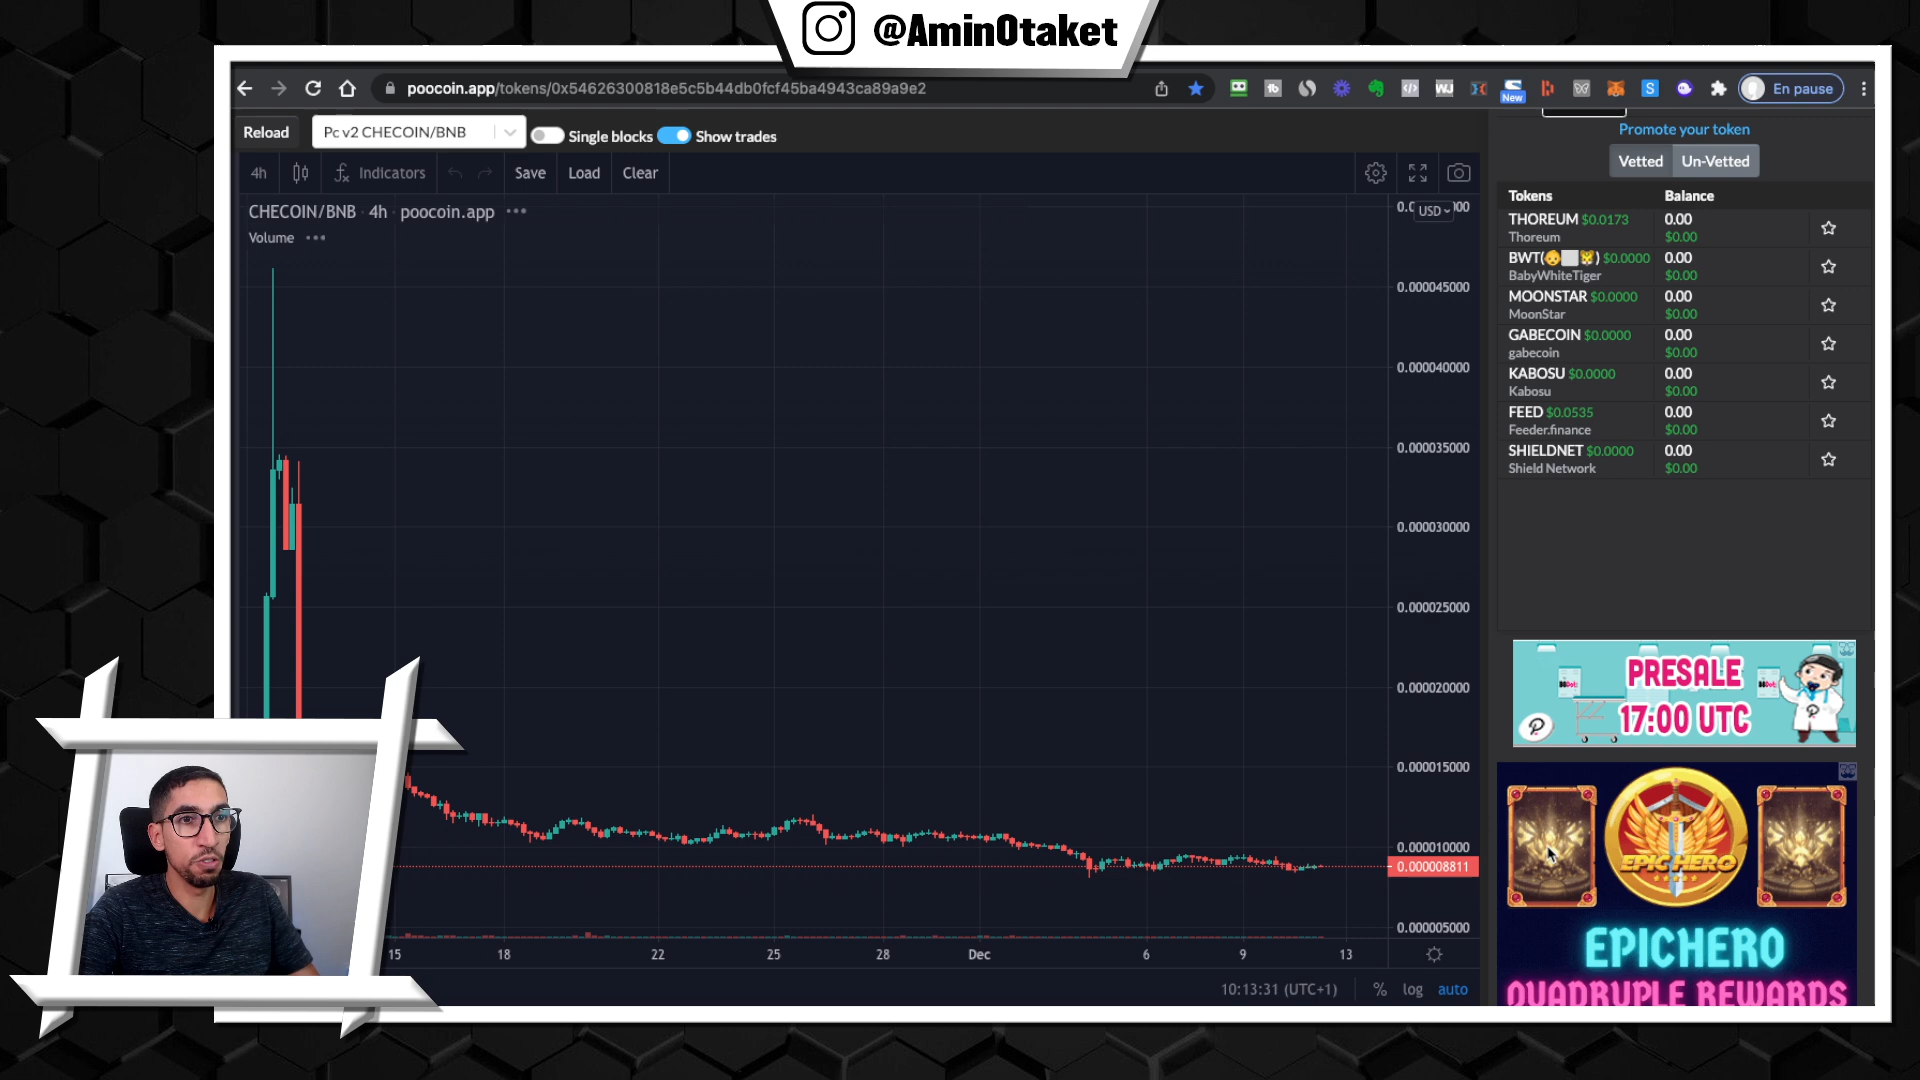 @AminOtaket
poocoin.app/tokens/0x54626300818e5c5b44db0fcf45ba4943ca89a9e2
New
En pause
Reload
Pc v2 CHECOIN/BNB
Single blocks
Show trades
4h
Indicators
Save
Load
Clear
CHECOIN/BNB · 4h · poocoin.app
Volume
USD
0.000045000
0.000040000
0.000035000
0.000030000
0.000025000
0.000020000
0.000015000
0.000010000
0.000008811
0.000005000
15
18
22
25
28
Dec
6
9
13
10:13:31 (UTC+1)
%
log
auto
Promote your token
Vetted
Un-Vetted
Tokens Balance
THOREUM $0.0173 0.00
Thoreum $0.00
BWT(👶⬜🐯) $0.0000 0.00
BabyWhiteTiger $0.00
MOONSTAR $0.0000 0.00
MoonStar $0.00
GABECOIN $0.0000 0.00
gabecoin $0.00
KABOSU $0.0000 0.00
Kabosu $0.00
FEED $0.0535 0.00
Feeder.finance $0.00
SHIELDNET $0.0000 0.00
Shield Network $0.00
PRESALE
17:00 UTC
EPIC HERO
EPICHERO
QUADRUPLE REWARDS